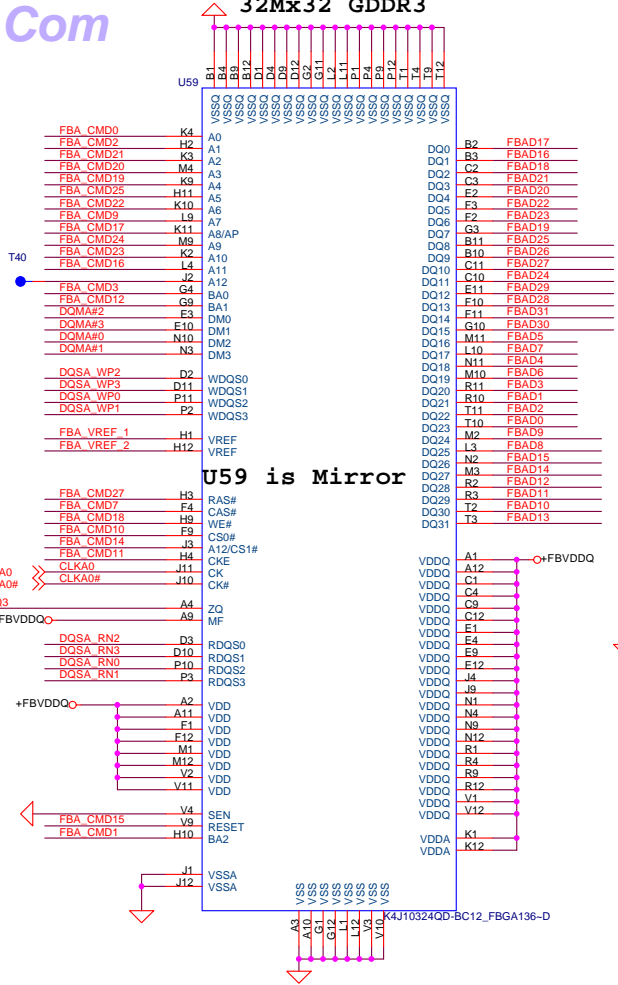 Com
32Mx32 GDDR3
B1 B4 B9 B12 D1 D4 D9 D12 G2 G11 L2 L11 P1 P4 P9 P12 T1 T4 T9 T12
U59
VSSQ VSSQ VSSQ VSSQ VSSQ VSSQ VSSQ VSSQ VSSQ VSSQ VSSQ VSSQ VSSQ VSSQ VSSQ VSSQ VSSQ VSSQ VSSQ VSSQ
FBA_CMD0 K4 A0
FBA_CMD2 H2 A1
FBA_CMD21 K3 A2
FBA_CMD20 M4 A3
FBA_CMD19 K9 A4
FBA_CMD25 H11 A5
FBA_CMD22 K10 A6
FBA_CMD9 L9 A7
FBA_CMD17 K11 A8/AP
FBA_CMD24 M9 A9
FBA_CMD23 K2 A10
FBA_CMD16 L4 A11
T40 J2 A12
FBA_CMD3 G4 BA0
FBA_CMD12 G9 BA1
DQMA#2 E3 DM0
DQMA#3 E10 DM1
DQMA#0 N10 DM2
DQMA#1 N3 DM3
DQSA_WP2 D2 WDQS0
DQSA_WP3 D11 WDQS1
DQSA_WP0 P11 WDQS2
DQSA_WP1 P2 WDQS3
FBA_VREF_1 H1 VREF
FBA_VREF_2 H12 VREF
U59 is Mirror
FBA_CMD27 H3 RAS#
FBA_CMD7 F4 CAS#
FBA_CMD18 H9 WE#
FBA_CMD10 F9 CS0#
FBA_CMD14 J3 A12/CS1#
FBA_CMD11 H4 CKE
A0 CLKA0 J11 CK
A0# CLKA0# J10 CK#
A4 ZQ
FBVDDQ A9 MF
DQSA_RN2 D3 RDQS0
DQSA_RN3 D10 RDQS1
DQSA_RN0 P10 RDQS2
DQSA_RN1 P3 RDQS3
+FBVDDQ A2 VDD
A11 VDD
F1 VDD
F12 VDD
M1 VDD
M12 VDD
V2 VDD
V11 VDD
V4 SEN
FBA_CMD15 V9 RESET
FBA_CMD1 H10 BA2
J1 VSSA
J12 VSSA
DQ0 B2 FBAD17
DQ1 B3 FBAD16
DQ2 C2 FBAD18
DQ3 C3 FBAD21
DQ4 E2 FBAD20
DQ5 F3 FBAD22
DQ6 F2 FBAD23
DQ7 G3 FBAD19
DQ8 B11 FBAD25
DQ9 B10 FBAD26
DQ10 C11 FBAD27
DQ11 C10 FBAD24
DQ12 E11 FBAD29
DQ13 F10 FBAD28
DQ14 F11 FBAD31
DQ15 G10 FBAD30
DQ16 M11 FBAD5
DQ17 L10 FBAD7
DQ18 N11 FBAD4
DQ19 M10 FBAD6
DQ20 R11 FBAD3
DQ21 R10 FBAD1
DQ22 T11 FBAD2
DQ23 T10 FBAD0
DQ24 M2 FBAD9
DQ25 L3 FBAD8
DQ26 N2 FBAD15
DQ27 M3 FBAD14
DQ28 R2 FBAD12
DQ29 R3 FBAD11
DQ30 T2 FBAD10
DQ31 T3 FBAD13
VDDQ A1 +FBVDDQ
VDDQ A12
VDDQ C1
VDDQ C4
VDDQ C9
VDDQ C12
VDDQ E1
VDDQ E4
VDDQ E9
VDDQ E12
VDDQ J4
VDDQ J9
VDDQ N1
VDDQ N4
VDDQ N9
VDDQ N12
VDDQ R1
VDDQ R4
VDDQ R9
VDDQ R12
VDDQ V1
VDDQ V12
VDDA K1
VDDA K12
VSS VSS VSS VSS VSS VSS VSS VSS
K4J10324QD-BC12_FBGA136~D
A3 A10 G1 G12 L1 L12 V3 V10